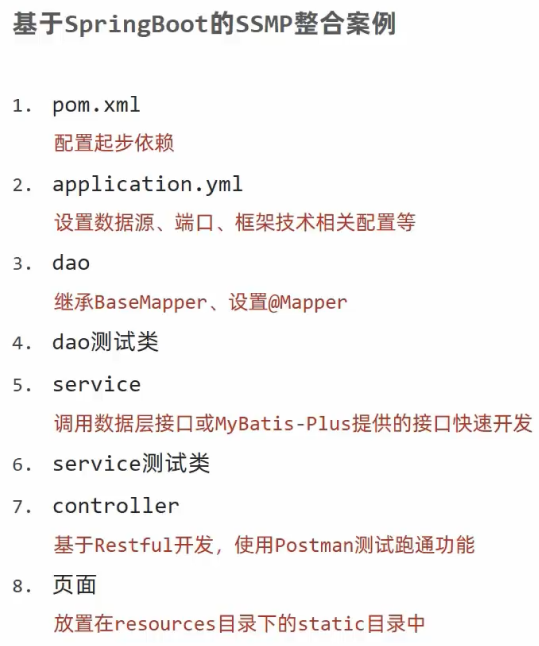 基于SpringBoot的SSMP整合案例
1. pom.xml
配置起步依赖
2. application.yml
设置数据源、端口、框架技术相关配置等
3. dao
继承BaseMapper、设置@Mapper
4. dao测试类
5. service
调用数据层接口或MyBatis-Plus提供的接口快速开发
6. service测试类
7. controller
基于Restful开发，使用Postman测试跑通功能
8. 页面
放置在resources目录下的static目录中